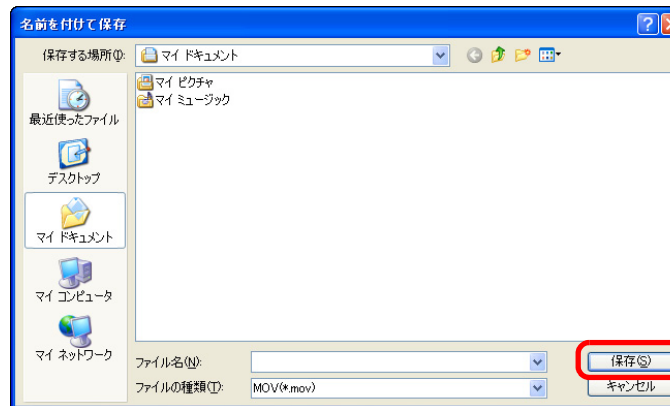 名前を付けて保存
保存する場所(I):
マイ ドキュメント
マイ ピクチャ
マイ ミュージック
最近使ったファイル
デスクトップ
マイ ドキュメント
マイ コンピュータ
マイ ネットワーク
ファイル名(N):
保存(S)
ファイルの種類(T):
MOV(*.mov)
キャンセル